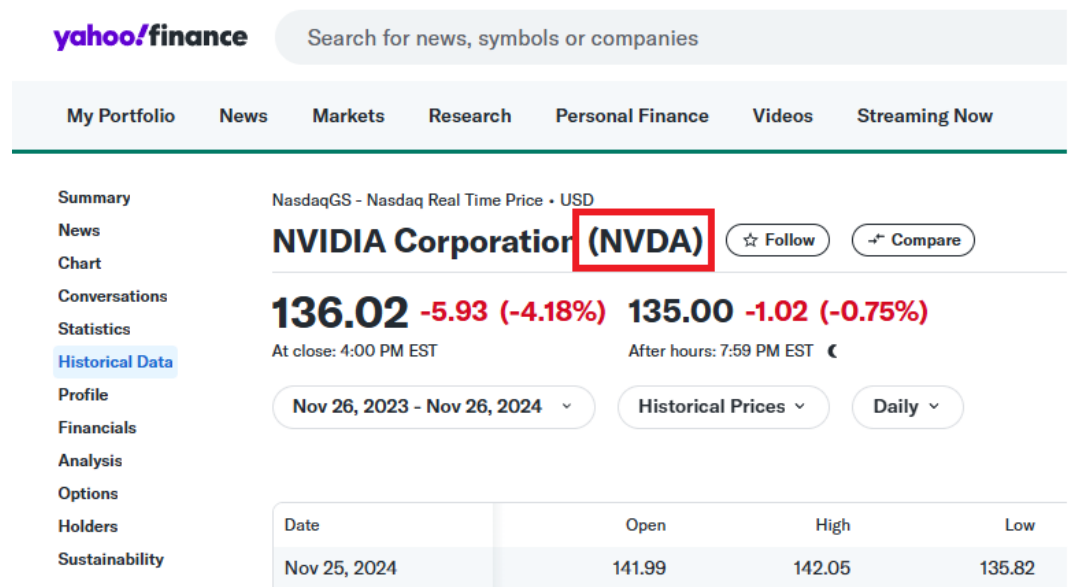 yahoo!finance Search for news, symbols or companies
My Portfolio News Markets Research Personal Finance Videos Streaming Now
Summary
News
Chart
Conversations
Statistics
Historical Data
Profile
Financials
Analysis
Options
Holders
Sustainability
NasdaqGS - Nasdaq Real Time Price • USD
NVIDIA Corporation (NVDA) Follow Compare
136.02 -5.93 (-4.18%) 135.00 -1.02 (-0.75%)
At close: 4:00 PM EST After hours: 7:59 PM EST
Nov 26, 2023 - Nov 26, 2024 Historical Prices Daily
Date Open High Low
Nov 25, 2024 141.99 142.05 135.82